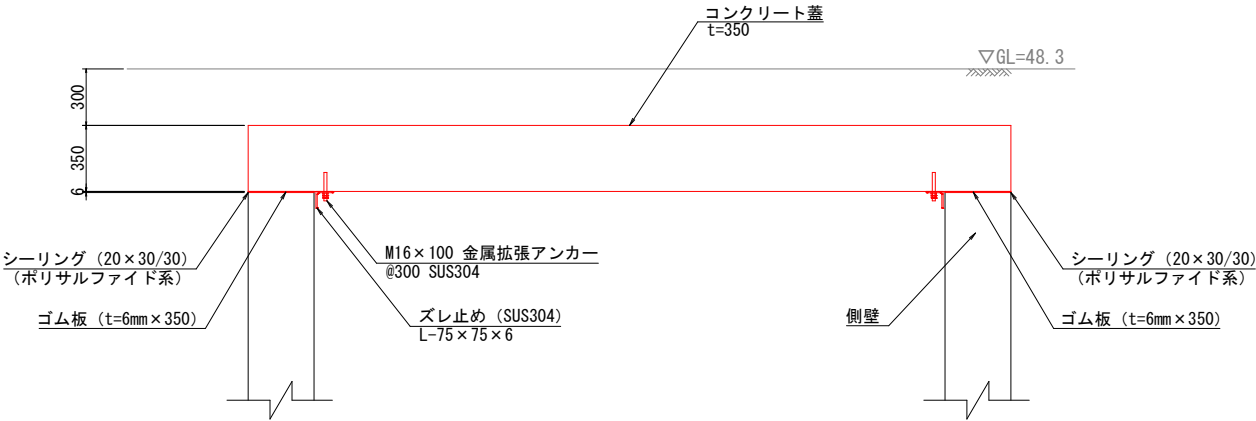 コンクリート蓋
t=350
▽GL=48.3
300
350
6
シーリング（20×30/30）
（ポリサルファイド系）
M16×100 金属拡張アンカー
@300 SUS304
シーリング（20×30/30）
（ポリサルファイド系）
ゴム板（t=6mm×350）
ズレ止め（SUS304）
L-75×75×6
側壁
ゴム板（t=6mm×350）